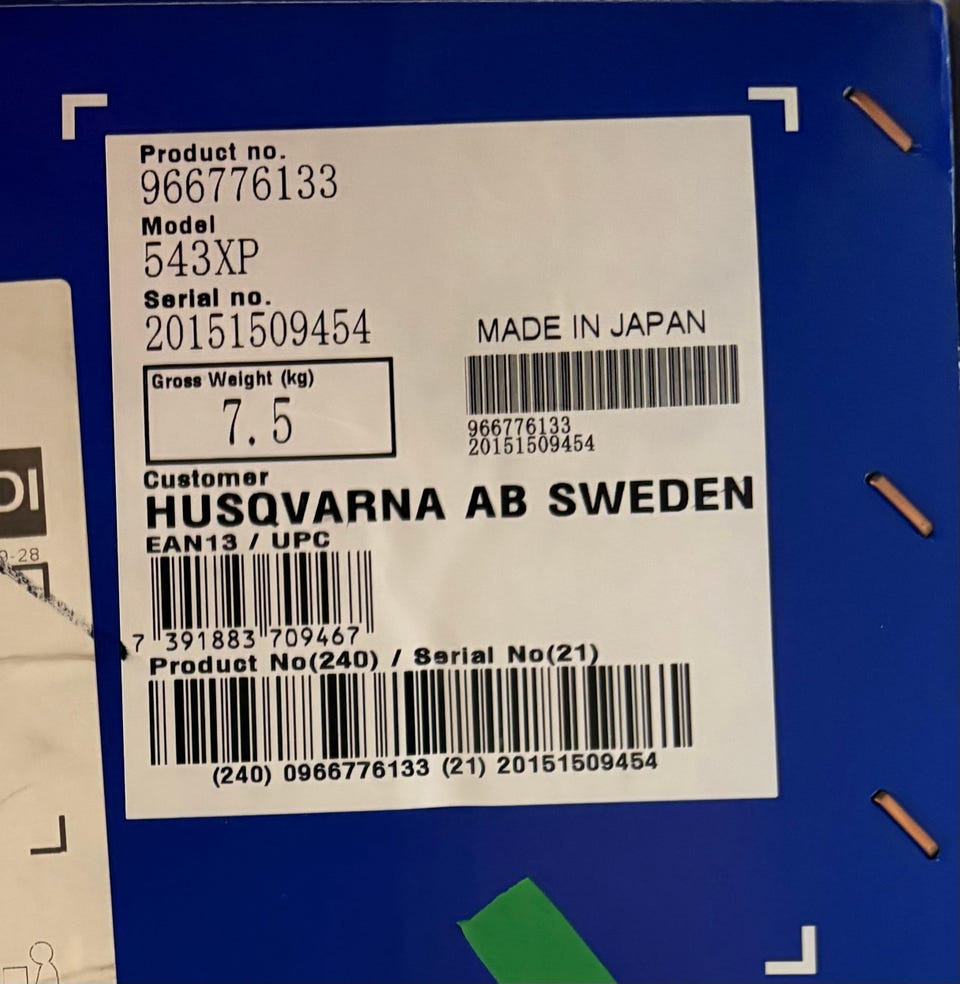 Product no.
966776133
Model
543XP
Serial no.
20151509454
MADE IN JAPAN
Gross Weight (kg)
7.5
966776133
20151509454
Customer
HUSQVARNA AB SWEDEN
EAN13 / UPC
7 391883 709467
Product No(240) / Serial No(21)
(240) 0966776133 (21) 20151509454